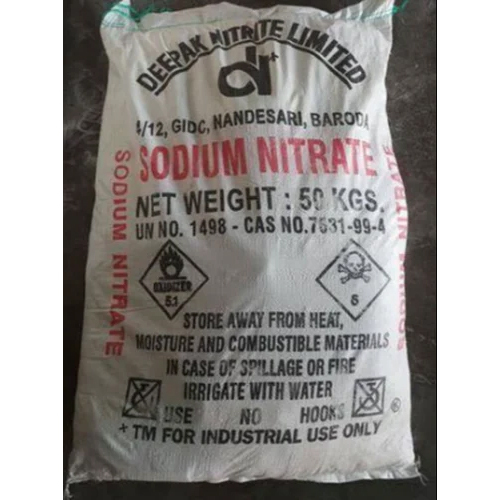 DEEPAK NITRITE LIMITED
d+
4/12, GIDC, NANDESARI, BARODA
SODIUM NITRATE
NET WEIGHT : 50 KGS.
UN NO. 1498 - CAS NO.7631-99-4
SODIUM NITRATE
SODIUM NITRATE
OXIDIZER
5.1
6
STORE AWAY FROM HEAT,
MOISTURE AND COMBUSTIBLE MATERIALS
IN CASE OF SPILLAGE OR FIRE
IRRIGATE WITH WATER
USE NO HOOKS
+ TM FOR INDUSTRIAL USE ONLY